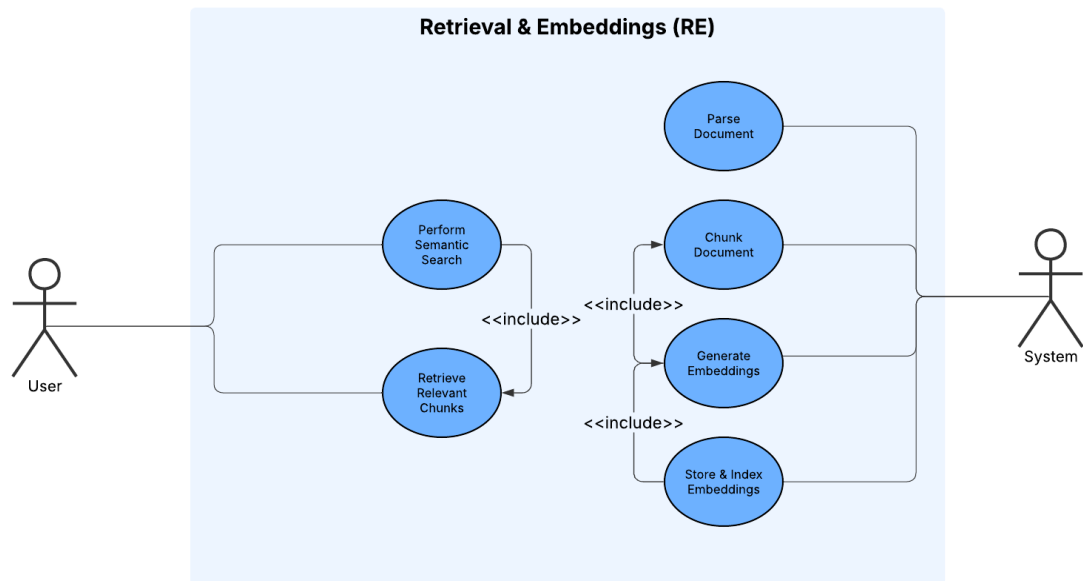 Retrieval & Embeddings (RE)
Parse
Document
Perform
Semantic
Search
Chunk
Document
<<include>>
<<include>>
Generate
Embeddings
Retrieve
Relevant
Chunks
<<include>>
Store & Index
Embeddings
User
System